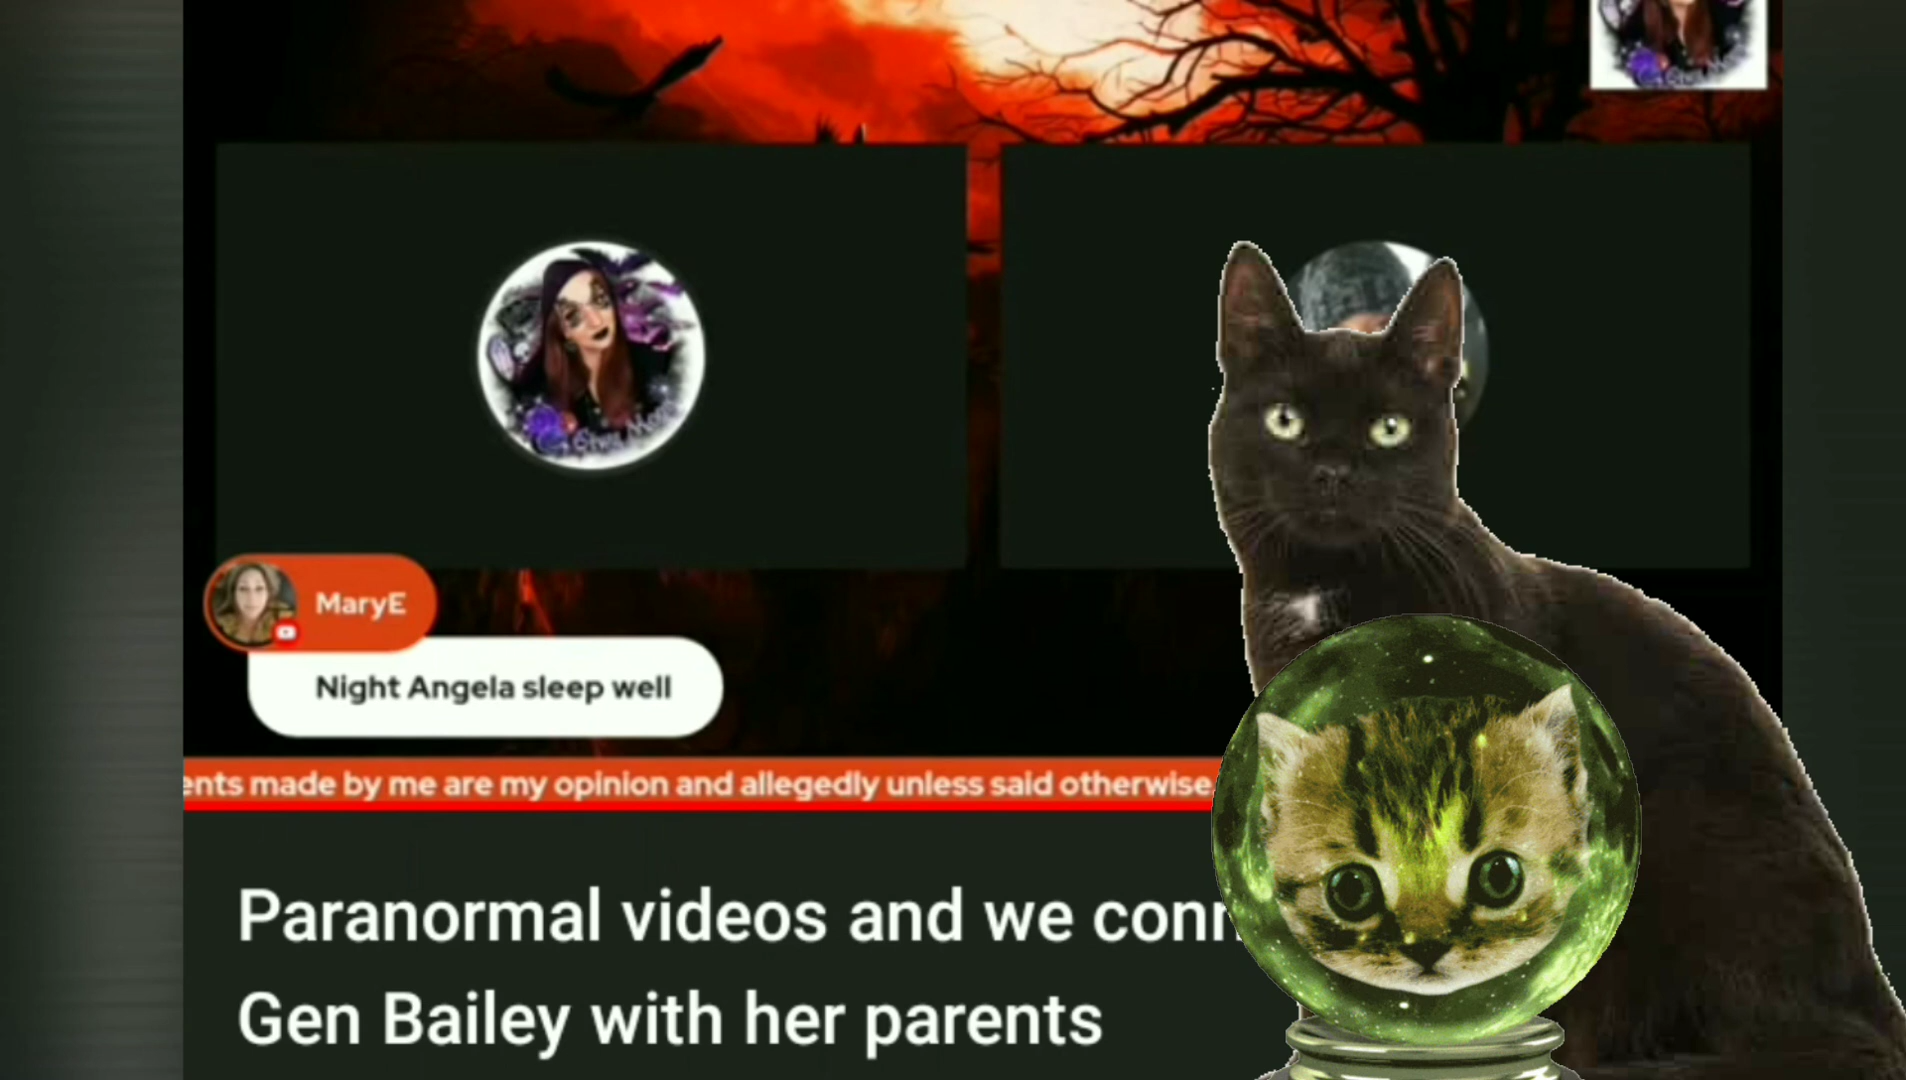 MaryE
Night Angela sleep well
ents made by me are my opinion and allegedly unless said otherwise
Paranormal videos and we con
Gen Bailey with her parents